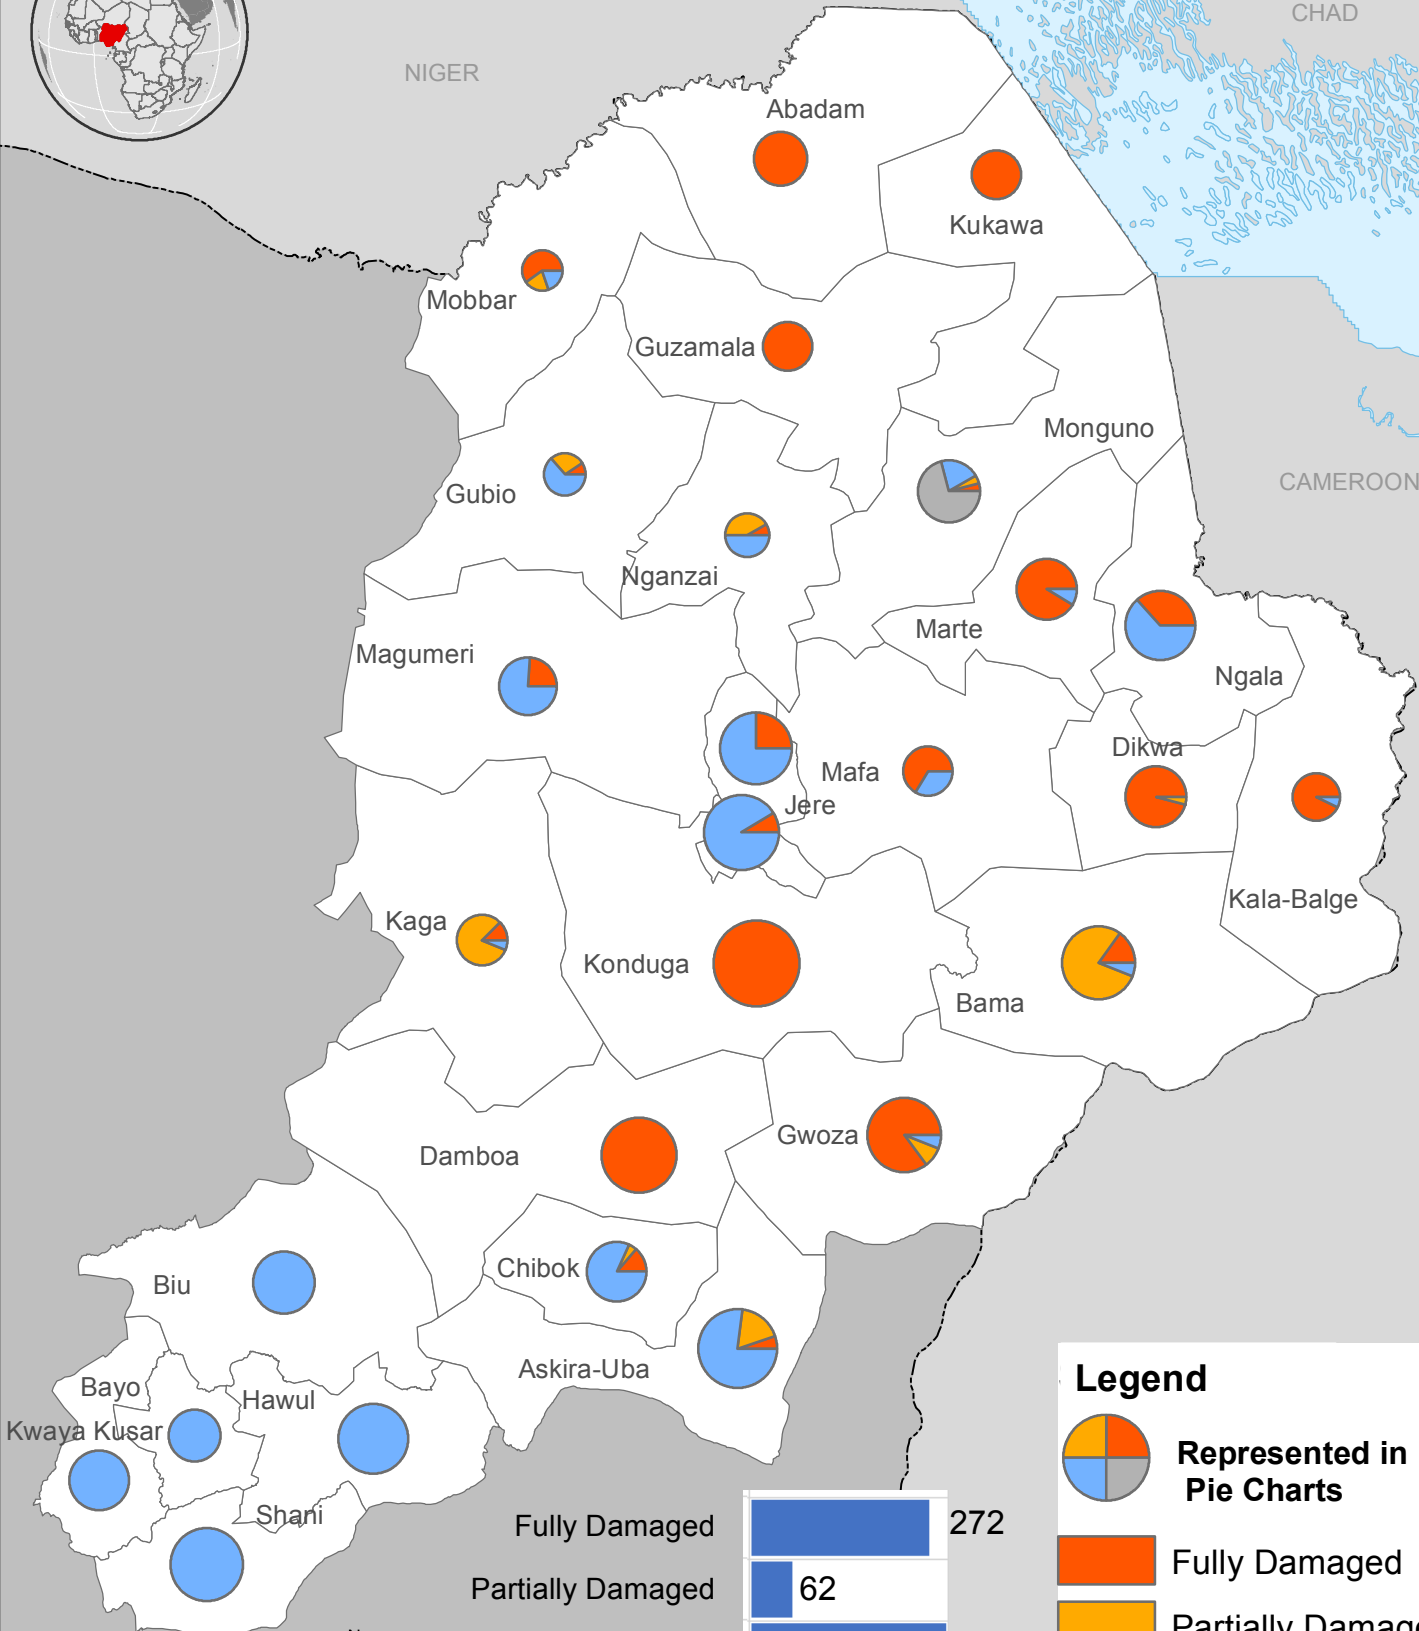 CHAD
NIGER
Abadam
Kukawa
Mobbar
Guzamala
Monguno
CAMEROON
Gubio
Nganzai
Marte
Magumeri
Ngala
Dikwa
Mafa
Jere
Kala-Balge
Kaga
Konduga
Bama
Gwoza
Damboa
Chibok
Biu
Askira-Uba
Bayo
Hawul
Kwaya Kusar
Shani
Legend
Represented in
Pie Charts
Fully Damaged 272
Partially Damaged 62
Fully Damaged
Partially Damage